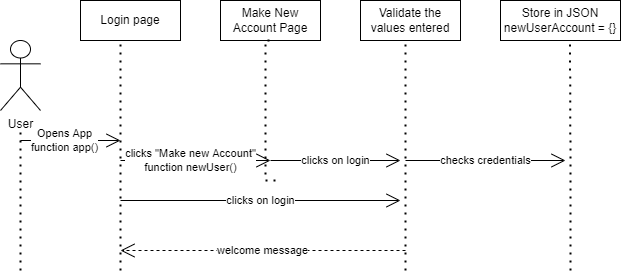 Login page
Make New
Account Page
Validate the
values entered
Store in JSON
newUserAccount = {}
User
Opens App
function app()
clicks "Make new Account"
function newUser()
clicks on login
checks credentials
clicks on login
welcome message